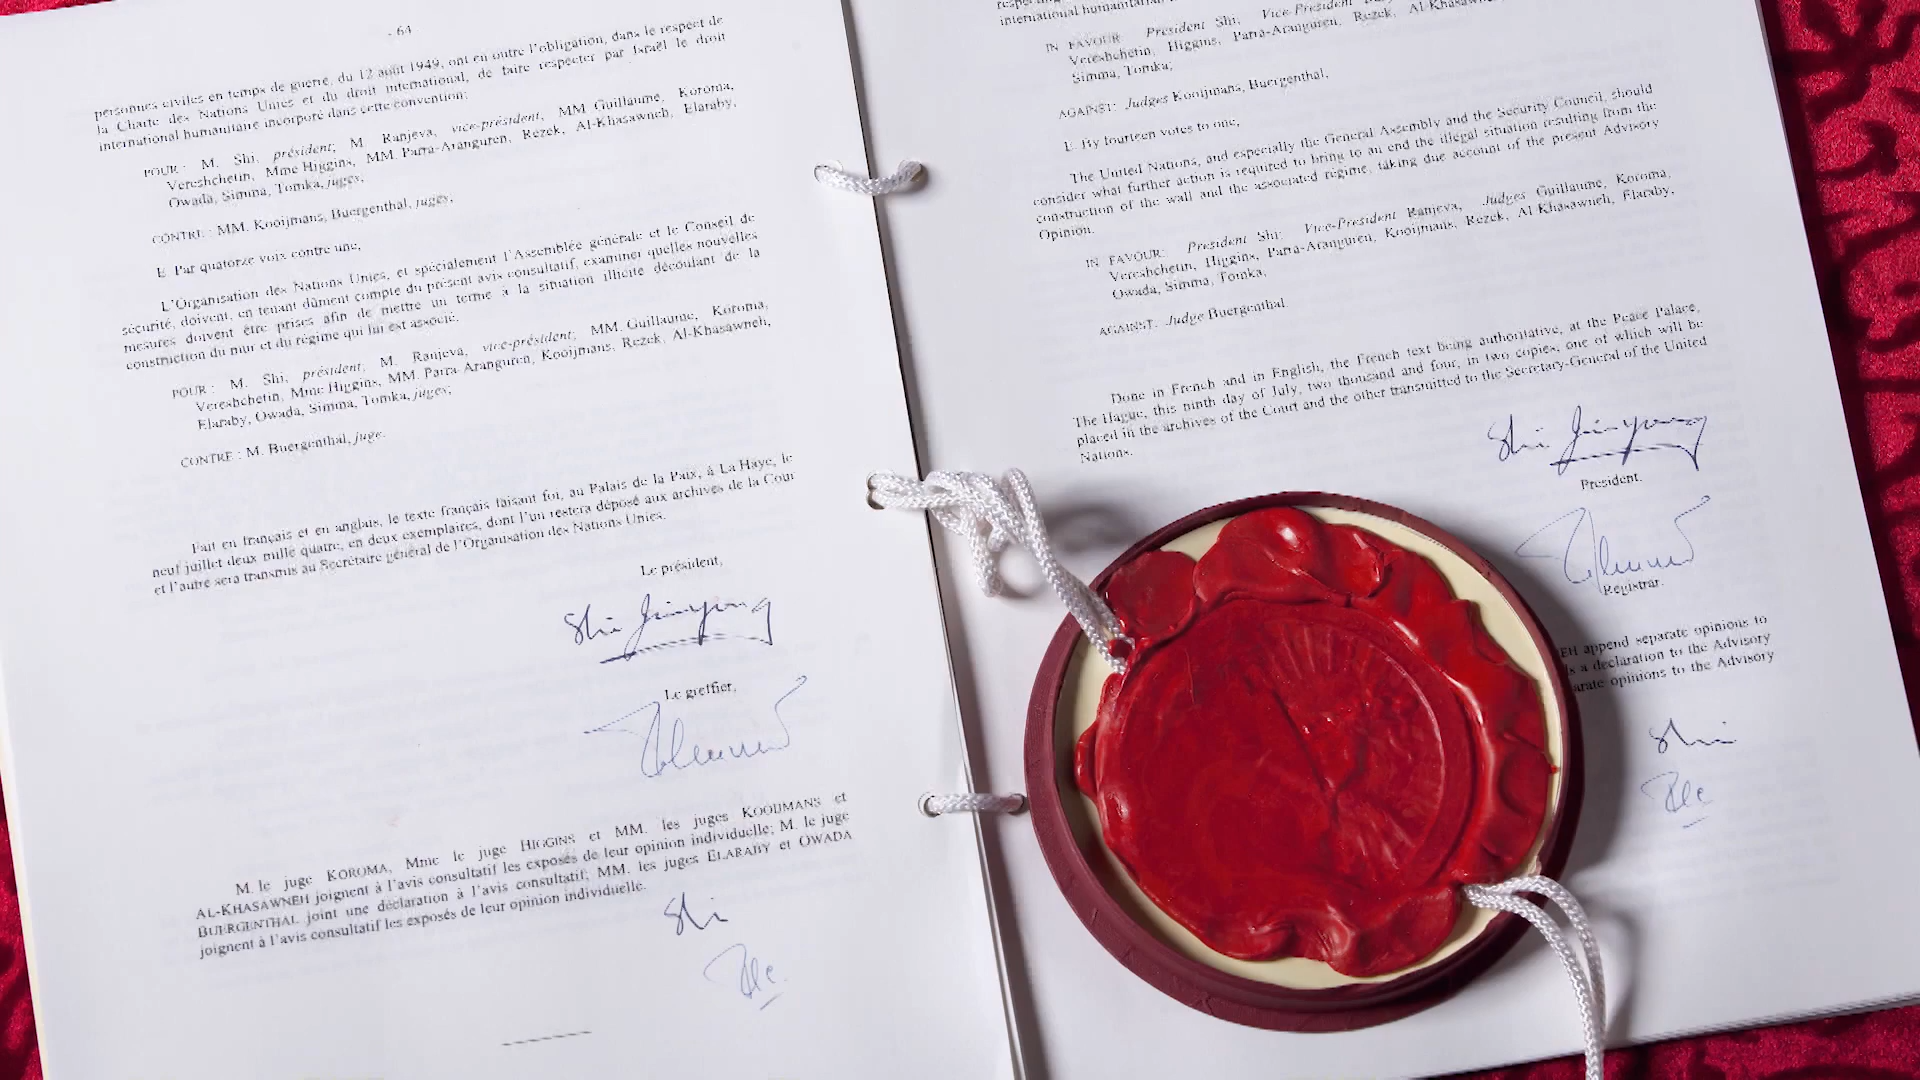 - 64
personnes civiles en temps de guerre, du 12 août 1949, ont en outre l'obligation, dans le respect de
la Charte des Nations Unies et du droit international, de faire respecter par Israël le droit
international humanitaire incorporé dans cette convention;
POUR : M. Shi, président; M. Ranjeva, vice-président; MM. Guillaume, Koroma,
Vereshchetin, Mme Higgins, MM. Parra-Aranguren, Rezek, Al-Khasawneh, Elaraby,
Owada, Simma, Tomka, juges;
CONTRE : MM. Kooijmans, Buergenthal, juges;
E. Par quatorze voix contre une,
L'Organisation des Nations Unies, et spécialement l'Assemblée générale et le Conseil de
sécurité, doivent, en tenant dûment compte du présent avis consultatif, examiner quelles nouvelles
mesures doivent être prises afin de mettre un terme à la situation illicite découlant de la
construction du mur et du régime qui lui est associé.
POUR : M. Shi, président; M. Ranjeva, vice-président; MM. Guillaume, Koroma,
Vereshchetin, Mme Higgins, MM. Parra-Aranguren, Kooijmans, Rezek, Al-Khasawneh,
Elaraby, Owada, Simma, Tomka, juges;
CONTRE : M. Buergenthal, juge.
Fait en français et en anglais, le texte français faisant foi, au Palais de la Paix, à La Haye, le
neuf juillet deux mille quatre, en deux exemplaires, dont l'un restera déposé aux archives de la Cour
et l'autre sera transmis au Secrétaire général de l'Organisation des Nations Unies.
Le président,
Shi Jiuyong
Le greffier,
M. le juge KOROMA, Mme le juge HIGGINS et MM. les juges KOOIJMANS et
AL-KHASAWNEH joignent à l'avis consultatif les exposés de leur opinion individuelle; M. le juge
BUERGENTHAL joint une déclaration à l'avis consultatif; MM. les juges ELARABY et OWADA
joignent à l'avis consultatif les exposés de leur opinion individuelle.
Shi
international humanitarian
IN FAVOUR: President Shi; Vice-President
Vereshchetin, Higgins, Parra-Aranguren, Rezek, Al-Khasawneh
Simma, Tomka;
AGAINST: Judges Kooijmans, Buergenthal,
E. By fourteen votes to one,
The United Nations, and especially the General Assembly and the Security Council, should
consider what further action is required to bring to an end the illegal situation resulting from the
construction of the wall and the associated régime, taking due account of the present Advisory
Opinion.
IN FAVOUR: President Shi; Vice-President Ranjeva, Judges Guillaume, Koroma,
Vereshchetin, Higgins, Parra-Aranguren, Kooijmans, Rezek, Al-Khasawneh, Elaraby,
Owada, Simma, Tomka,
AGAINST: Judge Buergenthal.
Done in French and in English, the French text being authoritative, at the Peace Palace,
The Hague, this ninth day of July, two thousand and four, in two copies, one of which will be
placed in the archives of the Court and the other transmitted to the Secretary-General of the United
Nations.
Shi Jiuyong
President.
Registrar.
EH append separate opinions to
ds a declaration to the Advisory
arate opinions to the Advisory
Shi